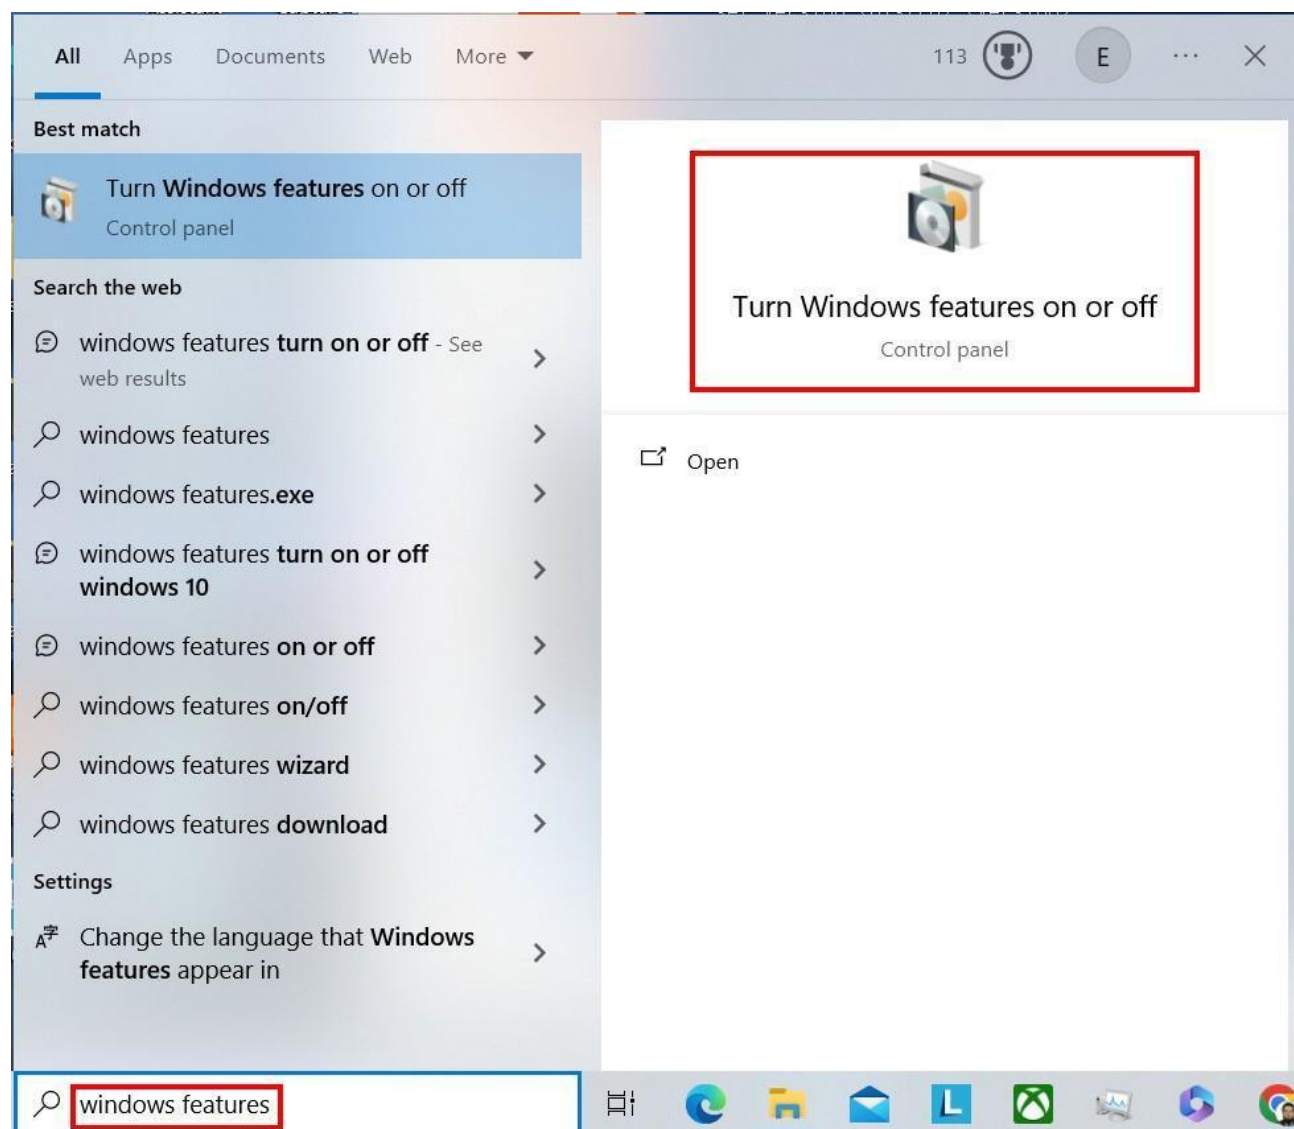 All Apps Documents Web More 113 E
Best match
Turn Windows features on or off
Control panel
Search the web
windows features turn on or off - See
web results
windows features
windows features.exe
windows features turn on or off
windows 10
windows features on or off
windows features on/off
windows features wizard
windows features download
Settings
Change the language that Windows
features appear in
Turn Windows features on or off
Control panel
Open
windows features
L